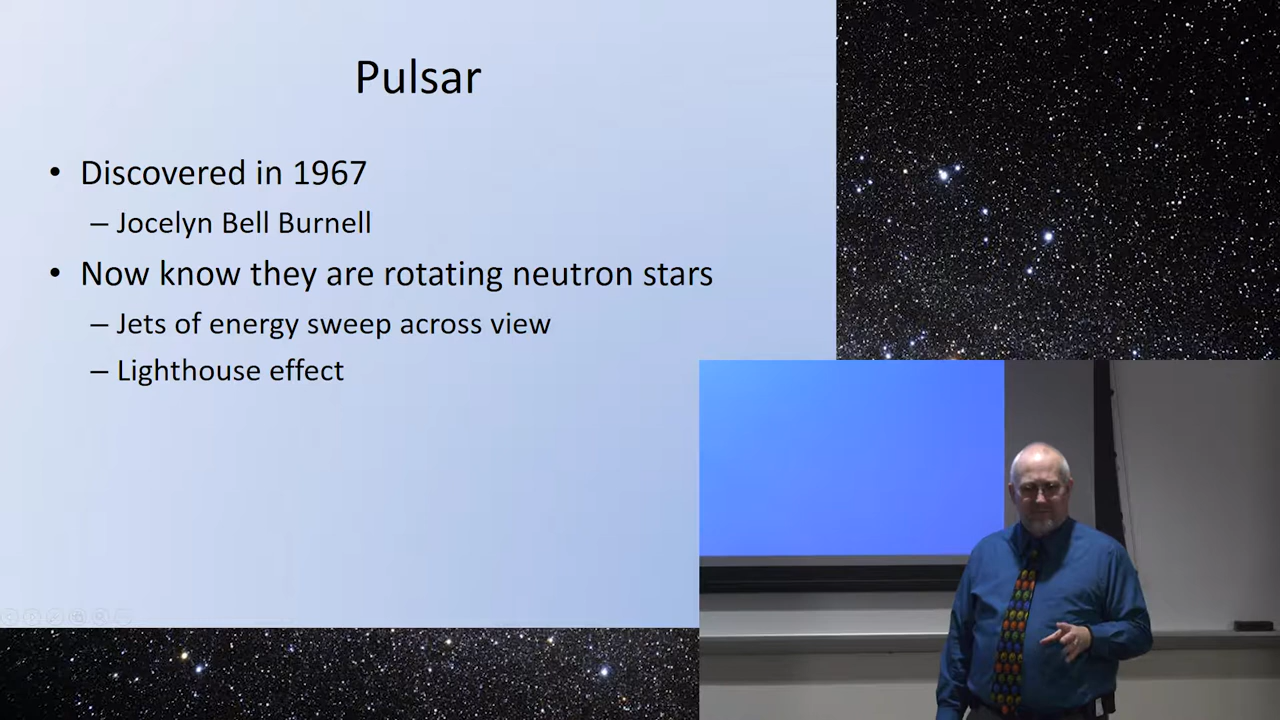 Pulsar
• Discovered in 1967
– Jocelyn Bell Burnell
• Now know they are rotating neutron stars
– Jets of energy sweep across view
– Lighthouse effect